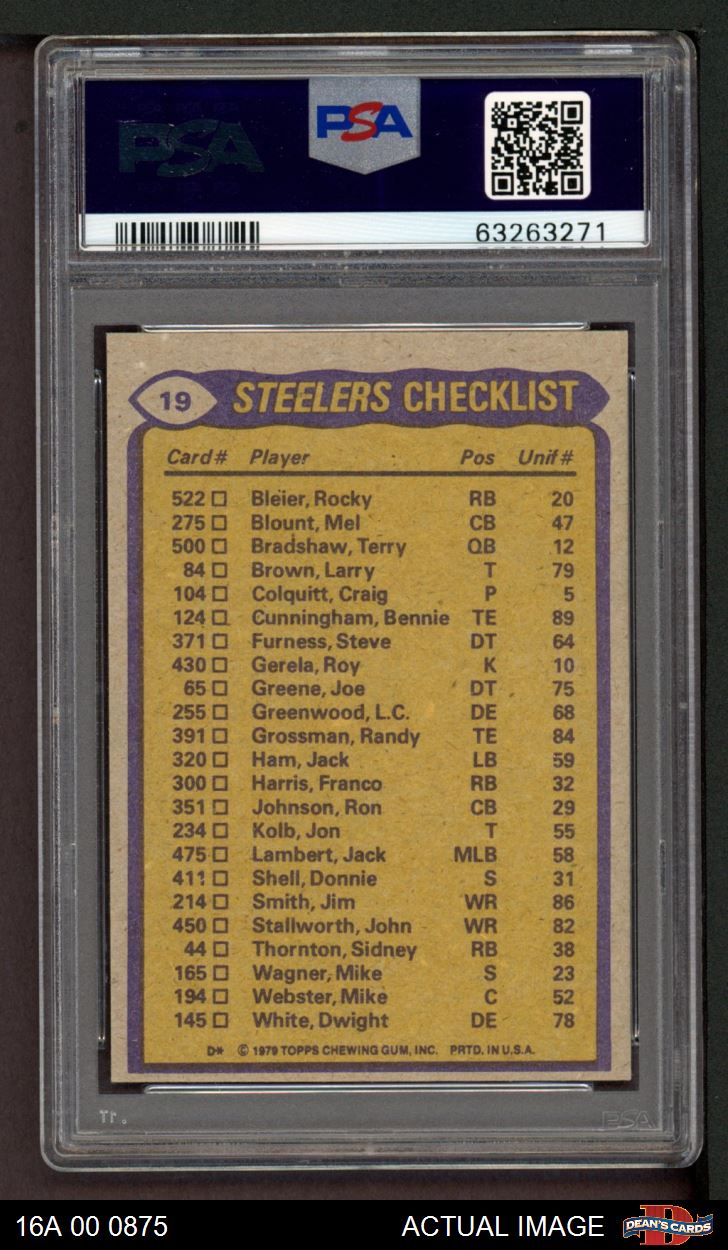 PSA
PSA
63263271
19 STEELERS CHECKLIST
Card# Player Pos Unif#
522 Bleier, Rocky RB 20
275 Blount, Mel CB 47
500 Bradshaw, Terry QB 12
84 Brown, Larry T 79
104 Colquitt, Craig P 5
124 Cunningham, Bennie TE 89
371 Furness, Steve DT 64
430 Gerela, Roy K 10
65 Greene, Joe DT 75
255 Greenwood, L.C. DE 68
391 Grossman, Randy TE 84
320 Ham, Jack LB 59
300 Harris, Franco RB 32
351 Johnson, Ron CB 29
234 Kolb, Jon T 55
475 Lambert, Jack MLB 58
411 Shell, Donnie S 31
214 Smith, Jim WR 86
450 Stallworth, John WR 82
44 Thornton, Sidney RB 38
165 Wagner, Mike S 23
194 Webster, Mike C 52
145 White, Dwight DE 78
D* © 1979 TOPPS CHEWING GUM, INC. PRTD. IN U.S.A.
PSA
16A 00 0875 ACTUAL IMAGE DEAN'S CARDS